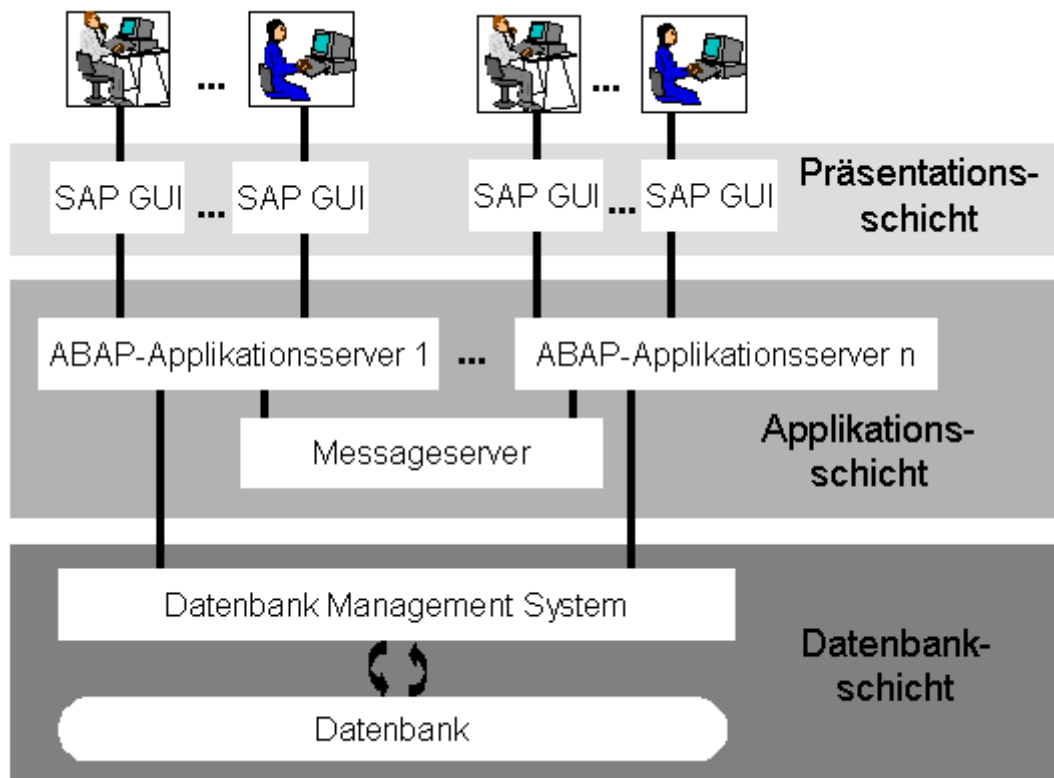 ... ...
SAP GUI ... SAP GUI SAP GUI ... SAP GUI
Präsentations-
schicht
ABAP-Applikationsserver 1 ... ABAP-Applikationsserver n
Messageserver
Applikations-
schicht
Datenbank Management System
Datenbank
Datenbank-
schicht